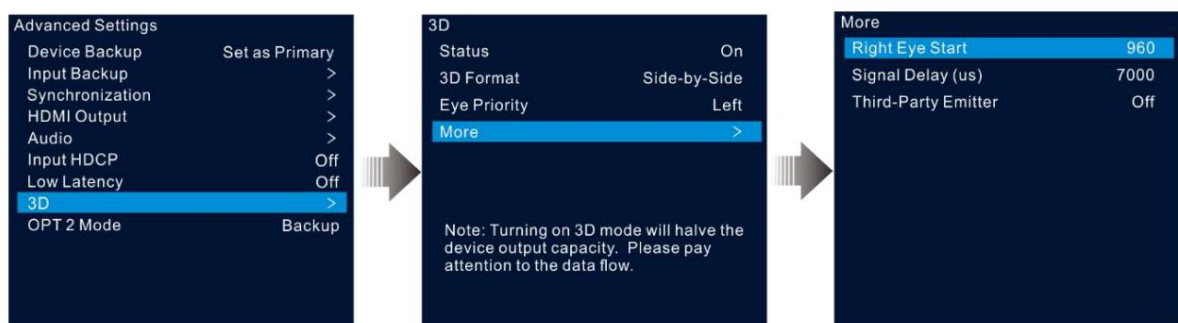 Advanced Settings
Device Backup Set as Primary
Input Backup >
Synchronization >
HDMI Output >
Audio >
Input HDCP Off
Low Latency Off
3D >
OPT 2 Mode Backup
3D
Status On
3D Format Side-by-Side
Eye Priority Left
More >
Note: Turning on 3D mode will halve the
device output capacity. Please pay
attention to the data flow.
More
Right Eye Start 960
Signal Delay (us) 7000
Third-Party Emitter Off